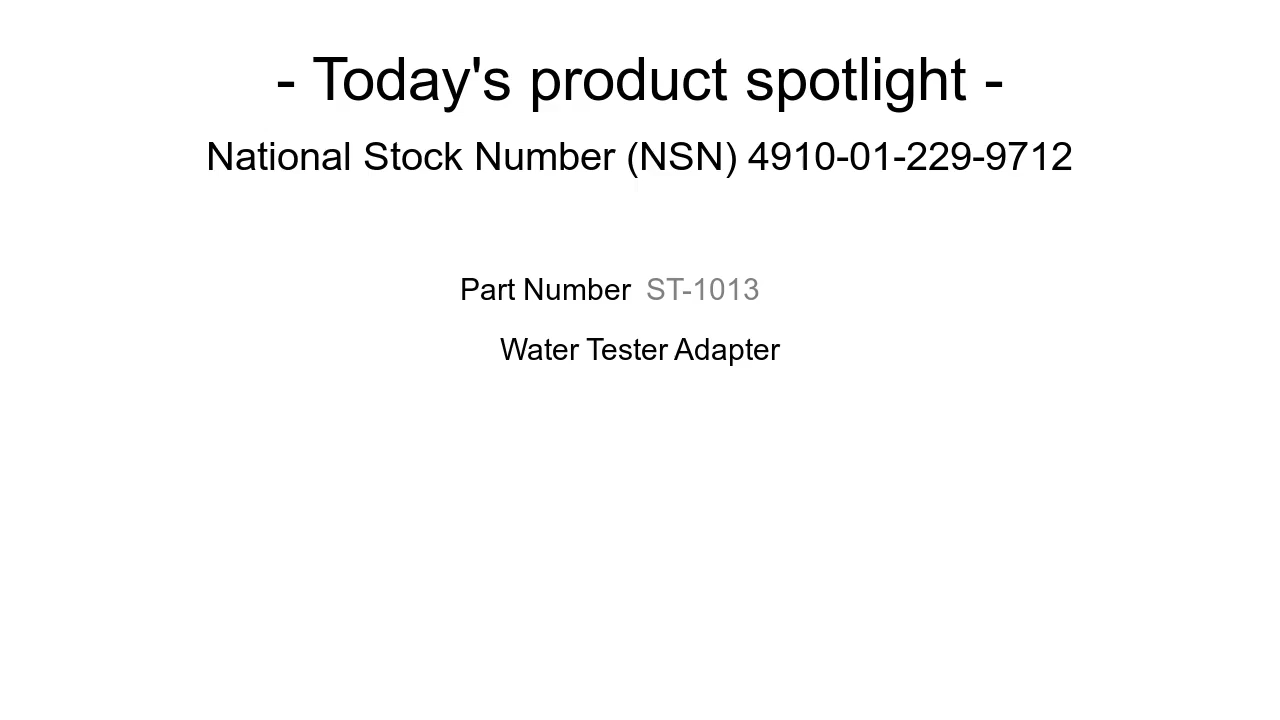 - Today's product spotlight -
National Stock Number (NSN) 4910-01-229-9712
Part Number ST-1013
Water Tester Adapter